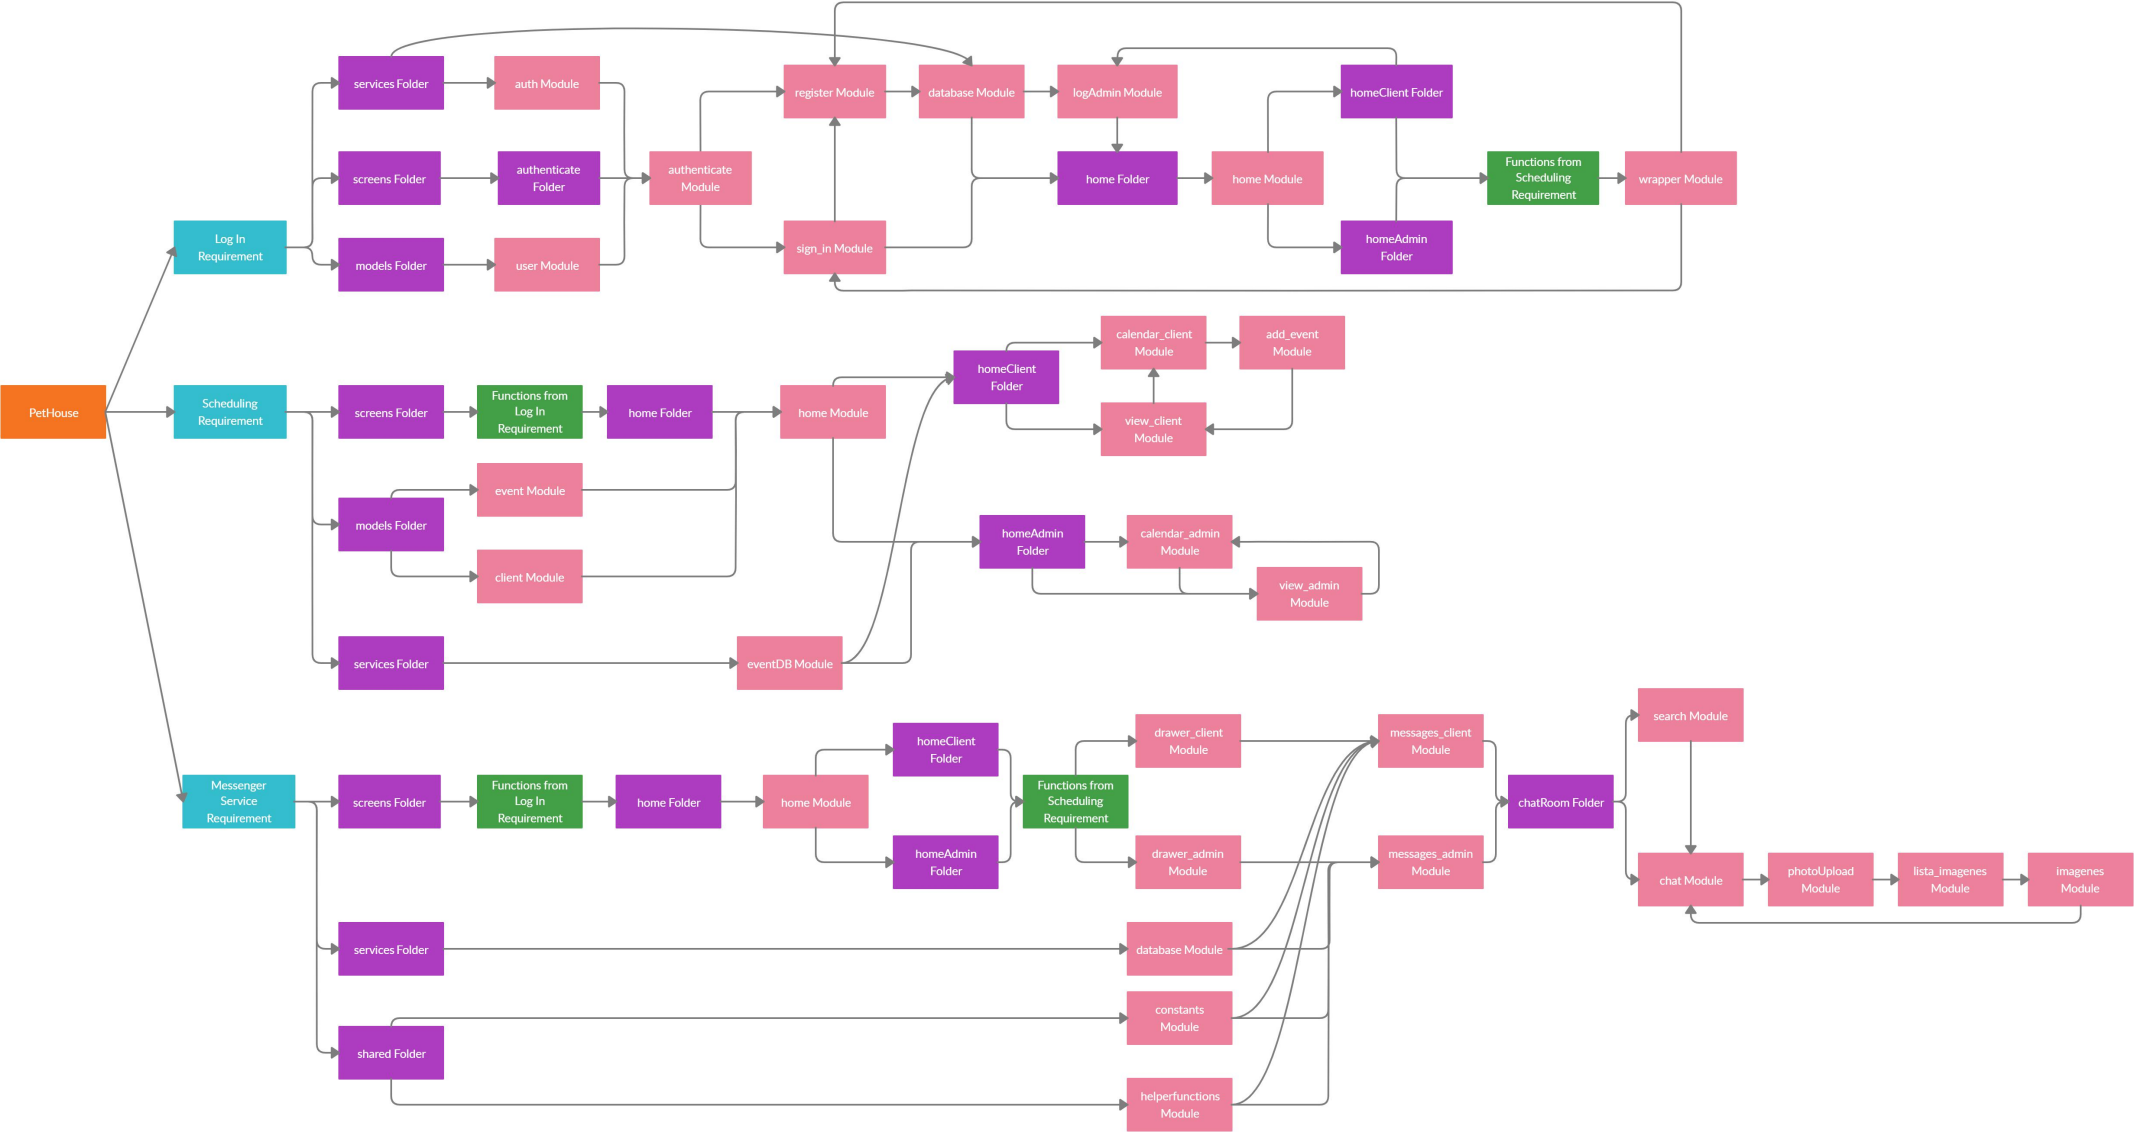 services Folder
auth Module
register Module
database Module
logAdmin Module
homeClient Folder
screens Folder
authenticate
Folder
authenticate
Module
home Folder
home Module
Functions from
Scheduling
Requirement
wrapper Module
Log In
Requirement
models Folder
user Module
sign_in Module
homeAdmin
Folder
PetHouse
Scheduling
Requirement
screens Folder
Functions from
Log In
Requirement
home Folder
home Module
homeClient
Folder
calendar_client
Module
add_event
Module
view_client
Module
models Folder
event Module
client Module
homeAdmin
Folder
calendar_admin
Module
view_admin
Module
services Folder
eventDB Module
Messenger
Service
Requirement
screens Folder
Functions from
Log In
Requirement
home Folder
home Module
homeClient
Folder
homeAdmin
Folder
Functions from
Scheduling
Requirement
drawer_client
Module
drawer_admin
Module
messages_client
Module
messages_admin
Module
chatRoom Folder
search Module
chat Module
photoUpload
Module
lista_imagenes
Module
imagenes
Module
services Folder
database Module
shared Folder
constants
Module
helperfunctions
Module